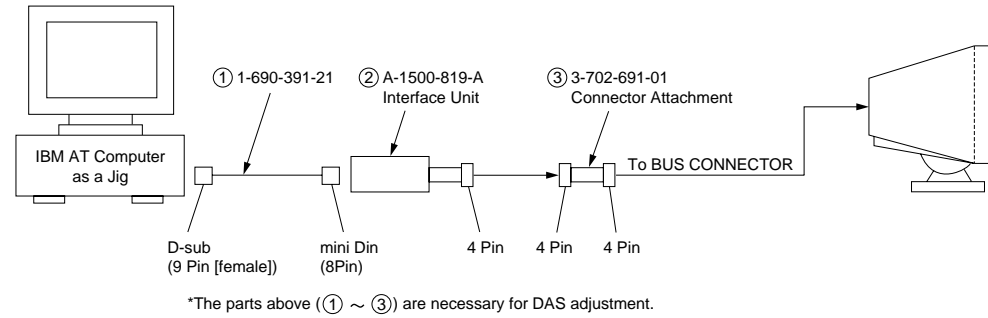 ① 1-690-391-21
② A-1500-819-A
Interface Unit
③ 3-702-691-01
Connector Attachment
IBM AT Computer
as a Jig
To BUS CONNECTOR
D-sub
(9 Pin [female])
mini Din
(8Pin)
4 Pin
4 Pin
4 Pin
*The parts above (① ~ ③) are necessary for DAS adjustment.